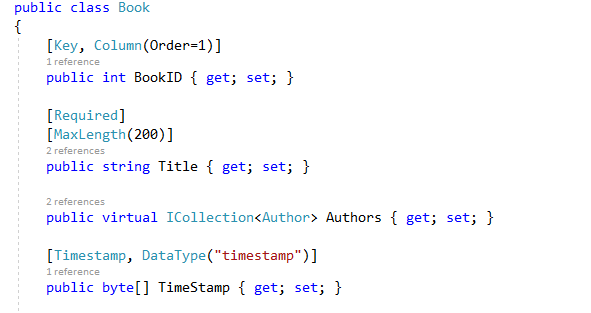 public class Book
{
[Key, Column(Order=1)]
1 reference
public int BookID { get; set; }
[Required]
[MaxLength(200)]
2 references
public string Title { get; set; }
2 references
public virtual ICollection<Author> Authors { get; set; }
[Timestamp, DataType("timestamp")]
1 reference
public byte[] TimeStamp { get; set; }